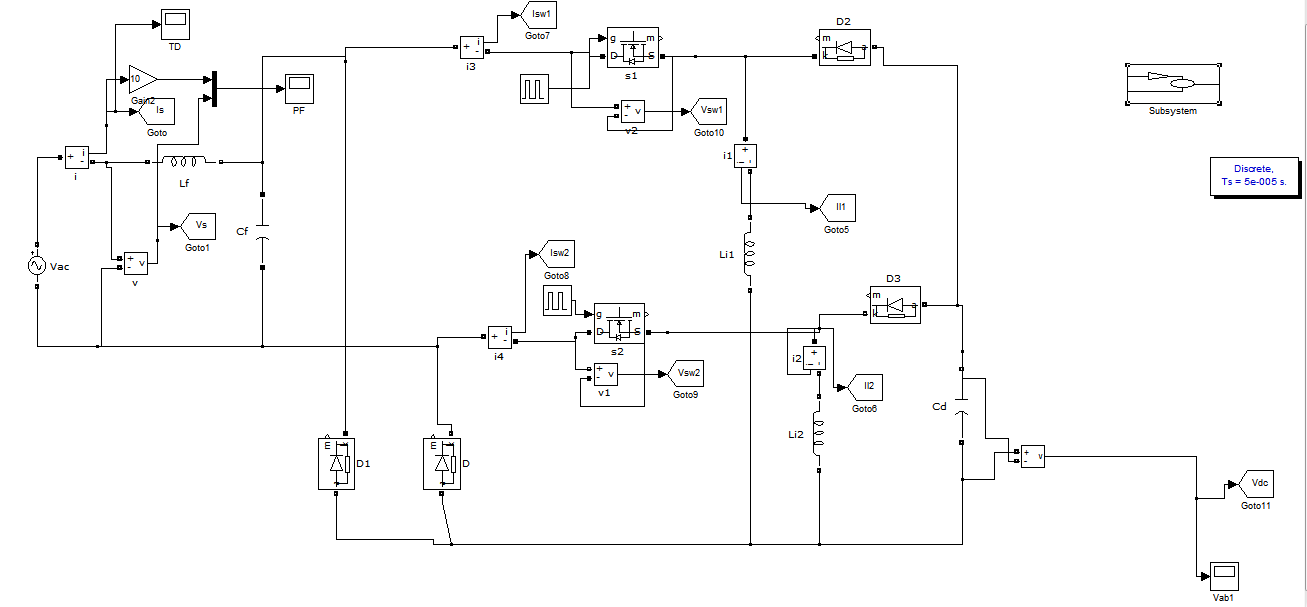 TD
10
Gain2
Is
Goto
PF
i
+
-
i
Lf
Vs
Goto1
Cf
Vac
+
-
v
v
Isw1
Goto7
+
i
-
i3
g
m
D
S
s1
+
-
v
v2
Vsw1
Goto10
D2
m
k
a
i1
+
-
i
Il1
Goto5
Li1
Subsystem
Discrete,
Ts = 5e-005 s.
Isw2
Goto8
+
i
-
i4
g
m
D
S
s2
+
-
v
v1
Vsw2
Goto9
D3
m
k
a
i2
+
-
i
Il2
Goto6
Li2
Cd
m
k
a
D1
m
k
a
D
+
-
v
Vdc
Goto11
Vab1